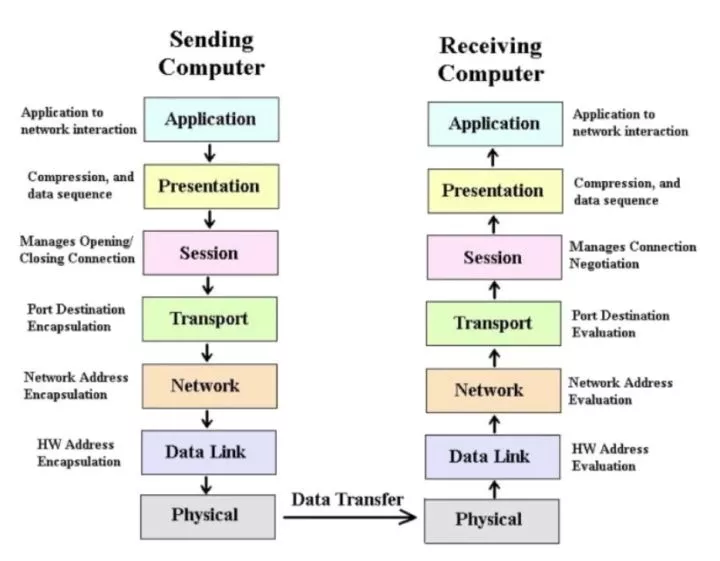 Sending
Computer
Application to
network interaction
Application
Compression, and
data sequence
Presentation
Manages Opening/
Closing Connection
Session
Port Destination
Encapsulation
Transport
Network Address
Encapsulation
Network
HW Address
Encapsulation
Data Link
Physical
Data Transfer
Receiving
Computer
Application
Application to
network interaction
Presentation
Compression, and
data sequence
Session
Manages Connection
Negotiation
Transport
Port Destination
Evaluation
Network
Network Address
Evaluation
Data Link
HW Address
Evaluation
Physical